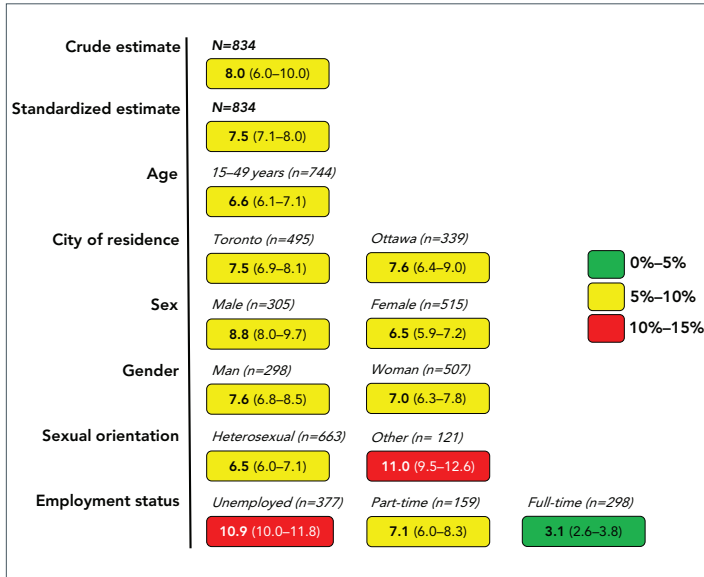 Crude estimate N=834
8.0 (6.0–10.0)
Standardized estimate N=834
7.5 (7.1–8.0)
Age 15–49 years (n=744)
6.6 (6.1–7.1)
City of residence Toronto (n=495) Ottawa (n=339)
7.5 (6.9–8.1) 7.6 (6.4–9.0)
0%–5%
5%–10%
10%–15%
Sex Male (n=305) Female (n=515)
8.8 (8.0–9.7) 6.5 (5.9–7.2)
Gender Man (n=298) Woman (n=507)
7.6 (6.8–8.5) 7.0 (6.3–7.8)
Sexual orientation Heterosexual (n=663) Other (n= 121)
6.5 (6.0–7.1) 11.0 (9.5–12.6)
Employment status Unemployed (n=377) Part-time (n=159) Full-time (n=298)
10.9 (10.0–11.8) 7.1 (6.0–8.3) 3.1 (2.6–3.8)